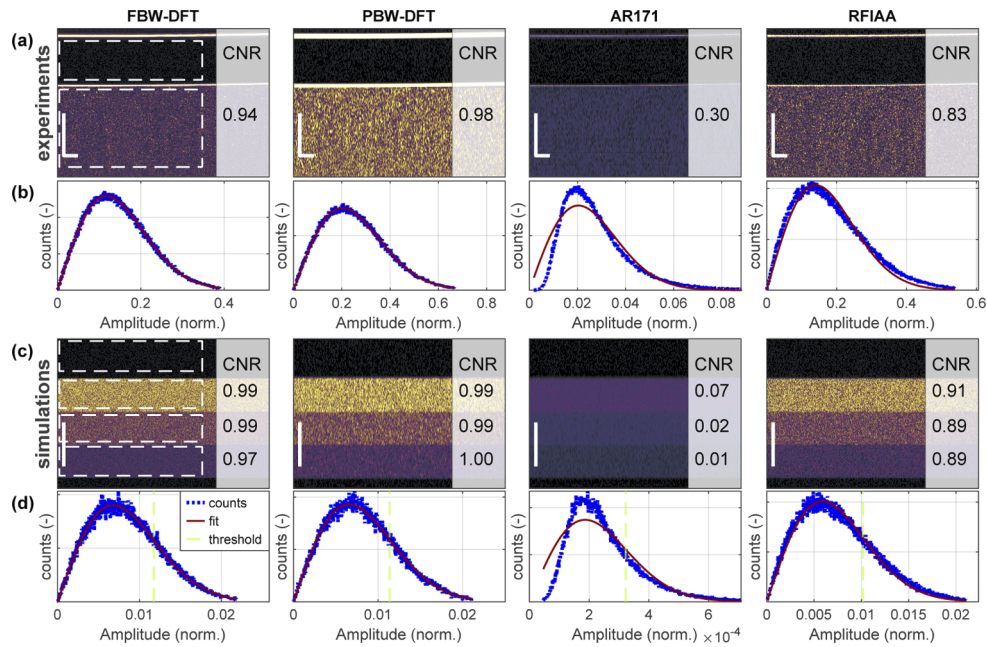 FBW-DFT PBW-DFT AR171 RFIAA
(a) experiments
CNR CNR CNR CNR
0.94 0.98 0.30 0.83
(b)
counts (-) counts (-) counts (-) counts (-)
0 0.2 0.4 0 0.2 0.4 0.6 0.8 0 0.02 0.04 0.06 0.08 0 0.2 0.4 0.6
Amplitude (norm.) Amplitude (norm.) Amplitude (norm.) Amplitude (norm.)
(c) simulations
CNR CNR CNR CNR
0.99 0.99 0.07 0.91
0.99 0.99 0.02 0.89
0.97 1.00 0.01 0.89
(d)
counts
fit
threshold
counts (-) counts (-) counts (-) counts (-)
0 0.01 0.02 0 0.01 0.02 0 2 4 6 0 0.005 0.01 0.015 0.02
Amplitude (norm.) Amplitude (norm.) Amplitude (norm.) ×10⁻⁴ Amplitude (norm.)